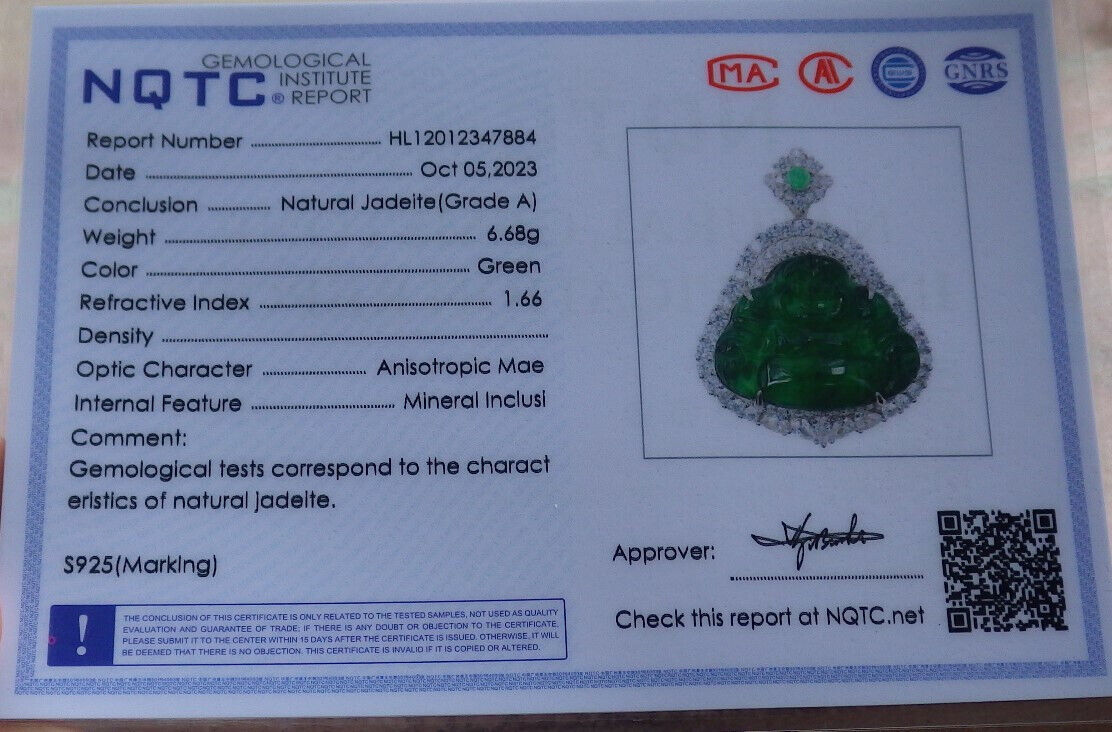 NQTC® GEMOLOGICAL INSTITUTE REPORT
MA
AL
GNRS
Report Number HL12012347884
Date Oct 05,2023
Conclusion Natural Jadeite(Grade A)
Weight 6.68g
Color Green
Refractive Index 1.66
Density
Optic Character Anisotropic Mae
Internal Feature Mineral Inclusi
Comment:
Gemological tests correspond to the charact
eristics of natural jadeite.
S925(Marking)
! THE CONCLUSION OF THIS CERTIFICATE IS ONLY RELATED TO THE TESTED SAMPLES, NOT USED AS QUALITY
EVALUATION AND GUARANTEE OF TRADE. IF THERE IS ANY DOUBT OR OBJECTION TO THE CERTIFICATE,
PLEASE SUBMIT IT TO THE CENTER WITHIN 15 DAYS AFTER THE CERTIFICATE IS ISSUED. OTHERWISE, IT WILL
BE DEEMED THAT THERE IS NO OBJECTION. THIS CERTIFICATE IS INVALID IF IT IS COPIED OR ALTERED.
Approver:
Check this report at NQTC.net